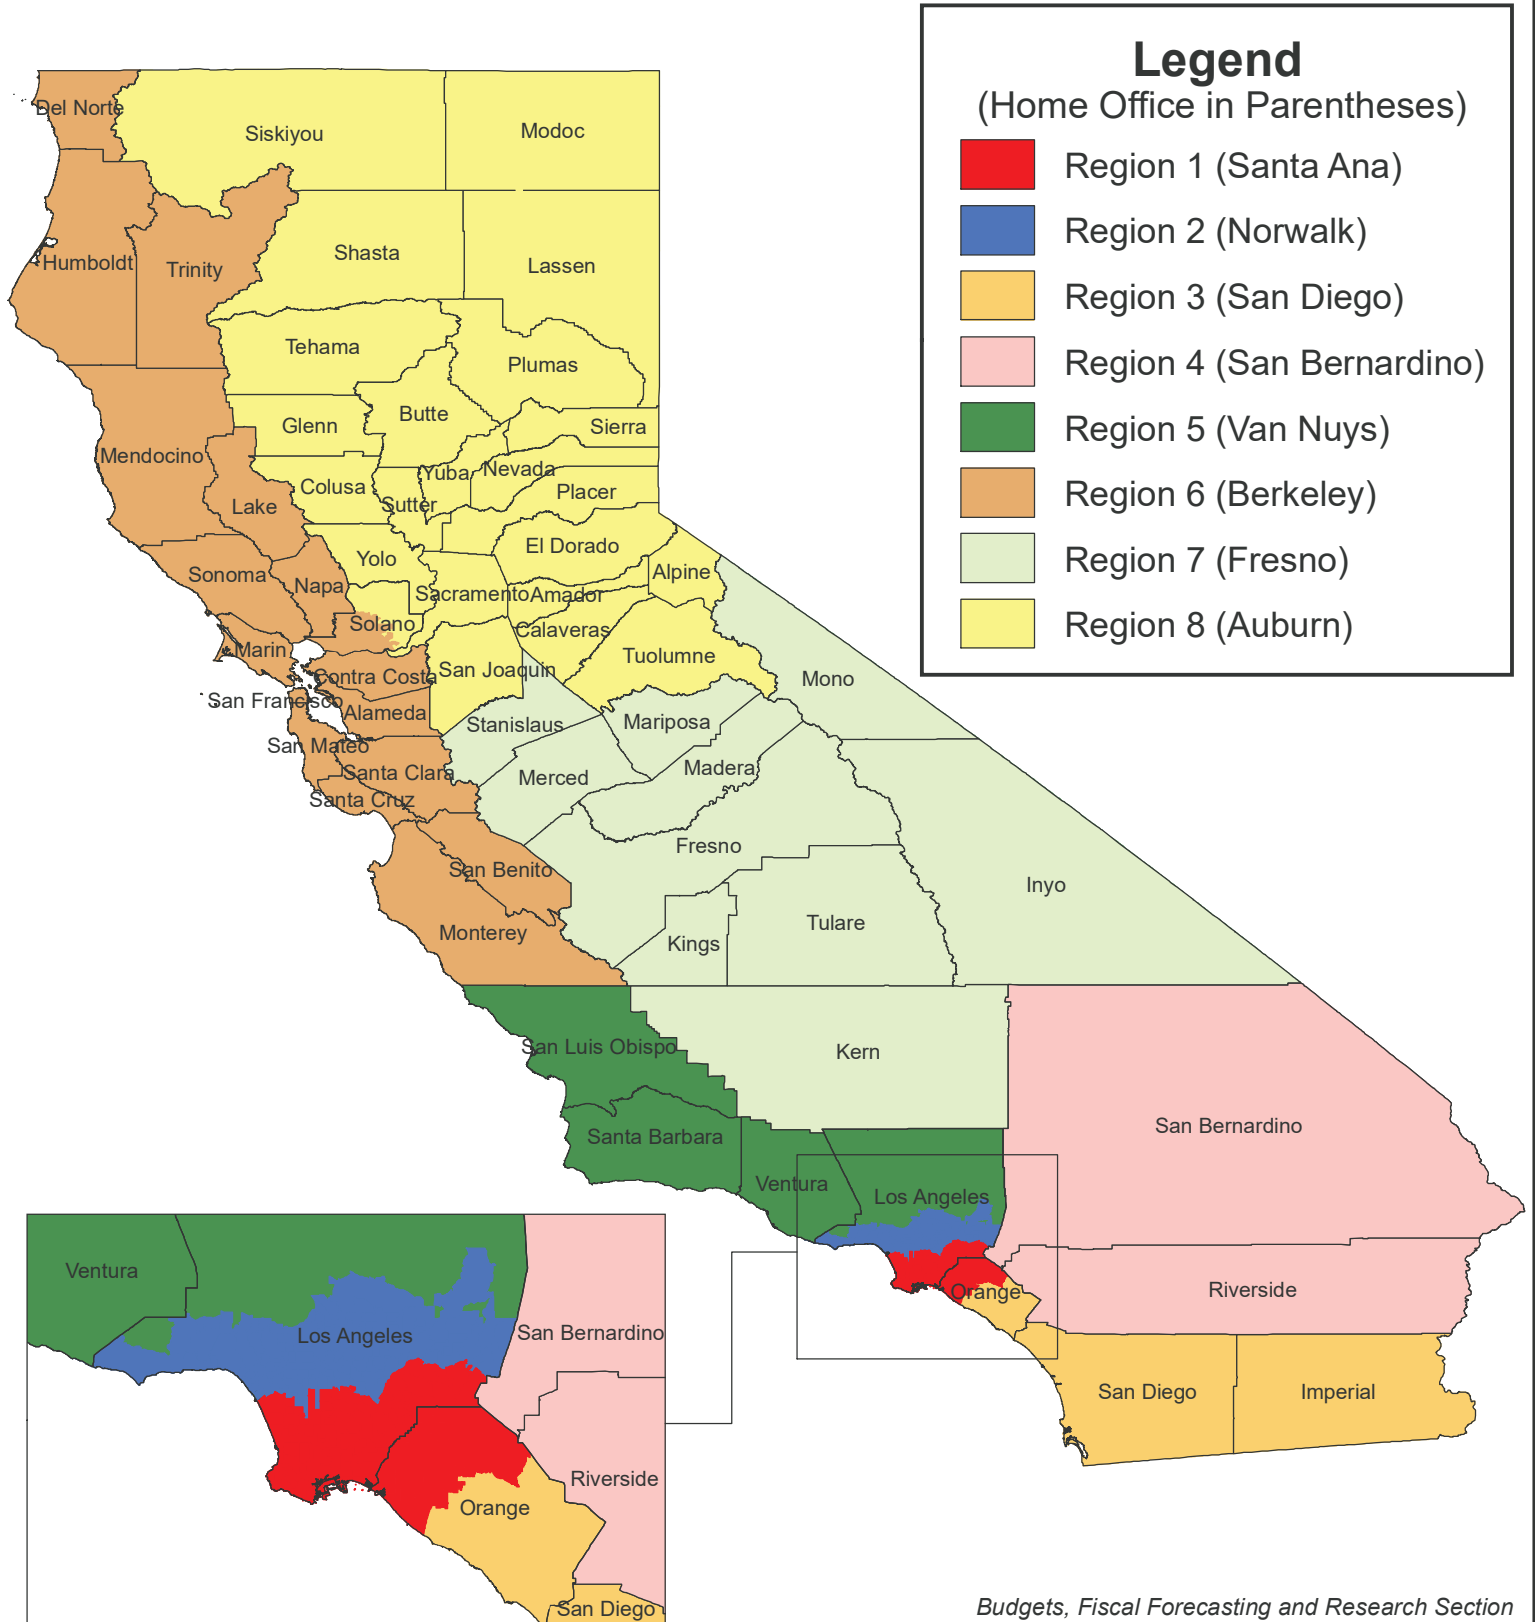 Legend
(Home Office in Parentheses)
Region 1 (Santa Ana)
Region 2 (Norwalk)
Region 3 (San Diego)
Region 4 (San Bernardino)
Region 5 (Van Nuys)
Region 6 (Berkeley)
Region 7 (Fresno)
Region 8 (Auburn)
Del Norte
Siskiyou
Modoc
Humboldt
Trinity
Shasta
Lassen
Tehama
Plumas
Mendocino
Glenn
Butte
Sierra
Lake
Colusa
Sutter
Yuba
Nevada
Placer
Sonoma
Napa
Yolo
El Dorado
Sacramento
Amador
Alpine
Marin
Solano
Calaveras
Contra Costa
San Joaquin
Tuolumne
Mono
San Francisco
Alameda
Stanislaus
Mariposa
San Mateo
Santa Clara
Merced
Madera
Santa Cruz
Fresno
San Benito
Inyo
Monterey
Kings
Tulare
San Luis Obispo
Kern
Santa Barbara
San Bernardino
Ventura
Los Angeles
Orange
Riverside
San Diego
Imperial
Ventura
Los Angeles
San Bernardino
Riverside
Orange
San Diego
Budgets, Fiscal Forecasting and Research Section